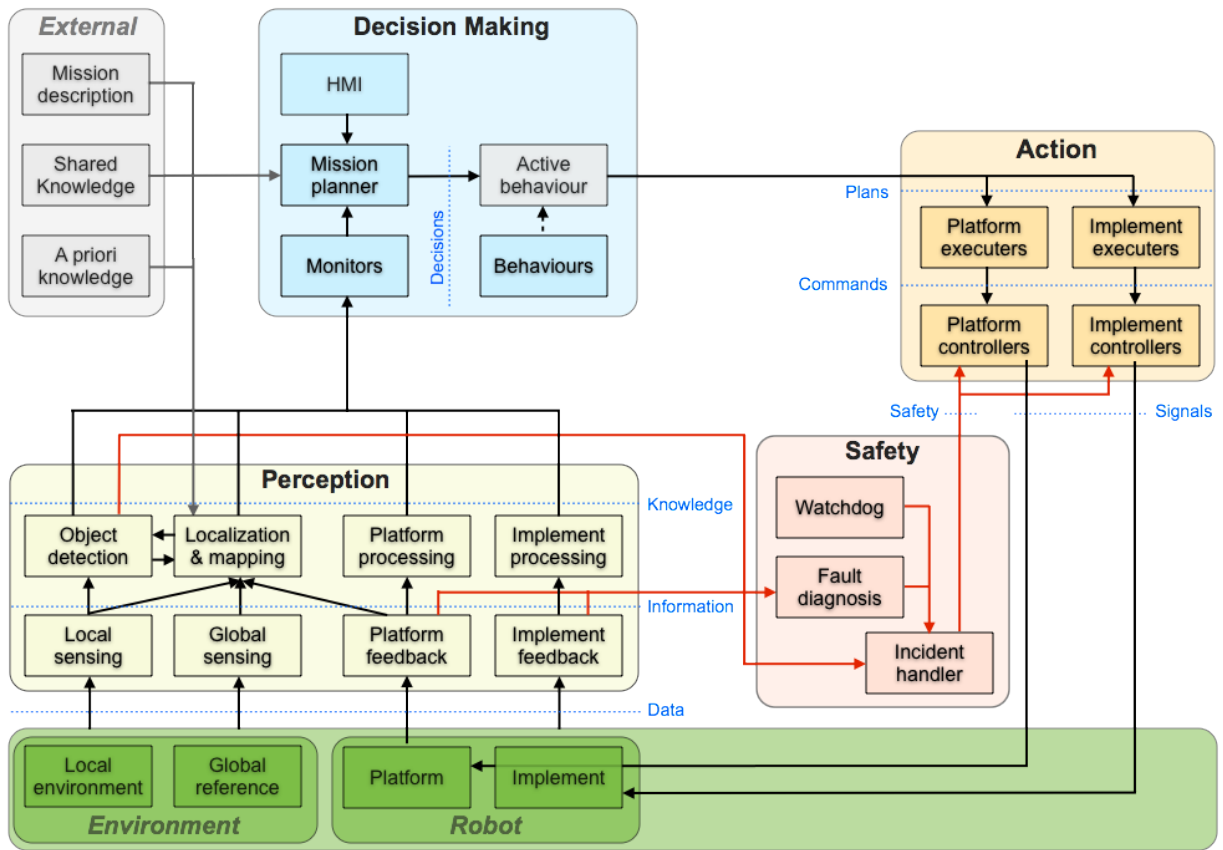 External
Mission
description
Shared
Knowledge
A priori
knowledge
Decision Making
HMI
Mission
planner
Monitors
Decisions
Active
behaviour
Behaviours
Action
Plans
Platform
executers
Implement
executers
Commands
Platform
controllers
Implement
controllers
Safety
Signals
Perception
Knowledge
Object
detection
Localization
& mapping
Platform
processing
Implement
processing
Information
Local
sensing
Global
sensing
Platform
feedback
Implement
feedback
Data
Safety
Watchdog
Fault
diagnosis
Incident
handler
Local
environment
Global
reference
Environment
Platform
Implement
Robot